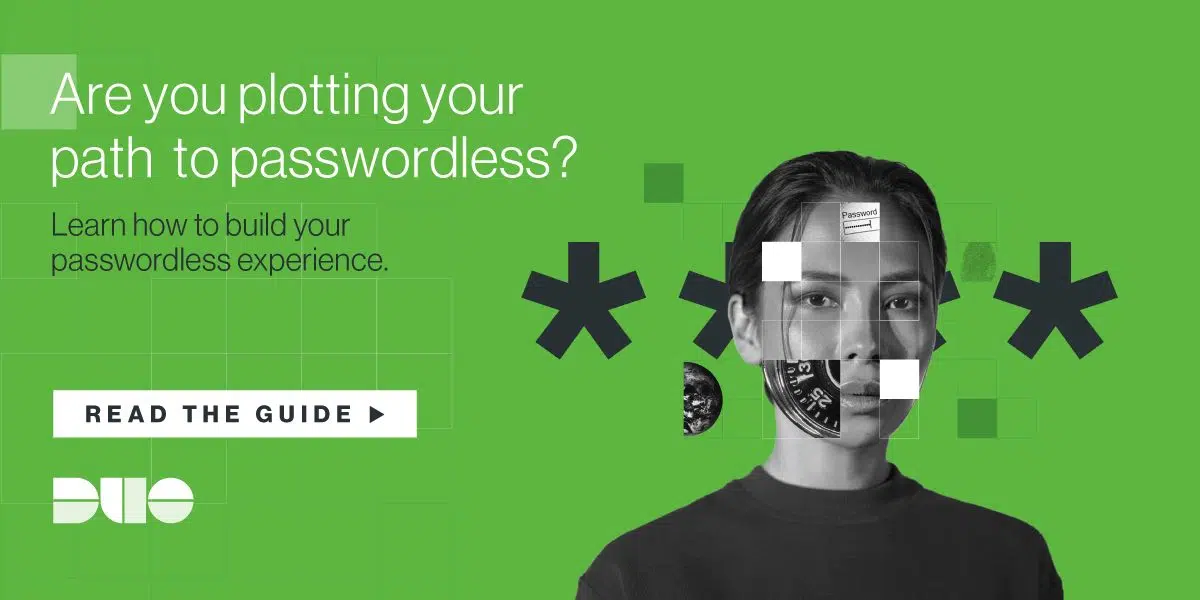 Are you plotting your
path to passwordless?
Learn how to build your
passwordless experience.
READ THE GUIDE
DUO
Password
****
25